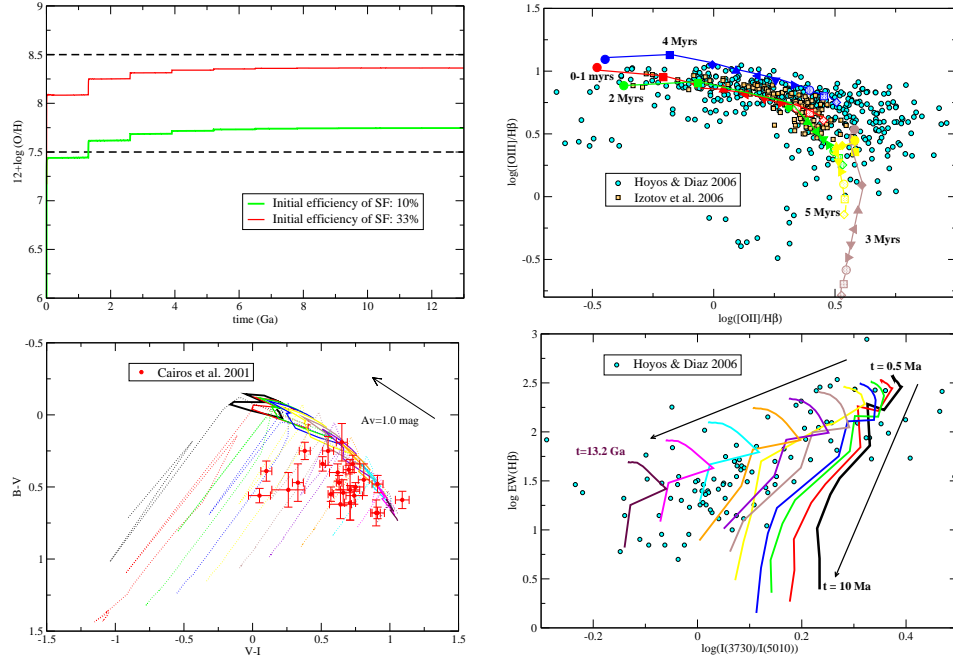 9
8.5
8
7.5
7
6.5
6
12+log (O/H)
Initial efficiency of SF: 10%
Initial efficiency of SF: 33%
0
2
4
6
8
10
12
time (Ga)
1.5
1
0.5
0
-0.5
log([OIII]/Hβ)
4 Myrs
0-1 myrs
2 Myrs
5 Myrs
3 Myrs
Hoyos & Diaz 2006
Izotov et al. 2006
-0.5
0
0.5
log([OII]/Hβ)
-0.5
0
0.5
1
1.5
B-V
Cairos et al. 2001
Av=1.0 mag
-1.5
-1
-0.5
0
0.5
1
1.5
V-I
3
2.5
2
1.5
1
0.5
0
log EW(Hβ)
Hoyos & Diaz 2006
t = 0.5 Ma
t=13.2 Ga
t = 10 Ma
-0.2
0
0.2
0.4
log(I(3730)/I(5010))